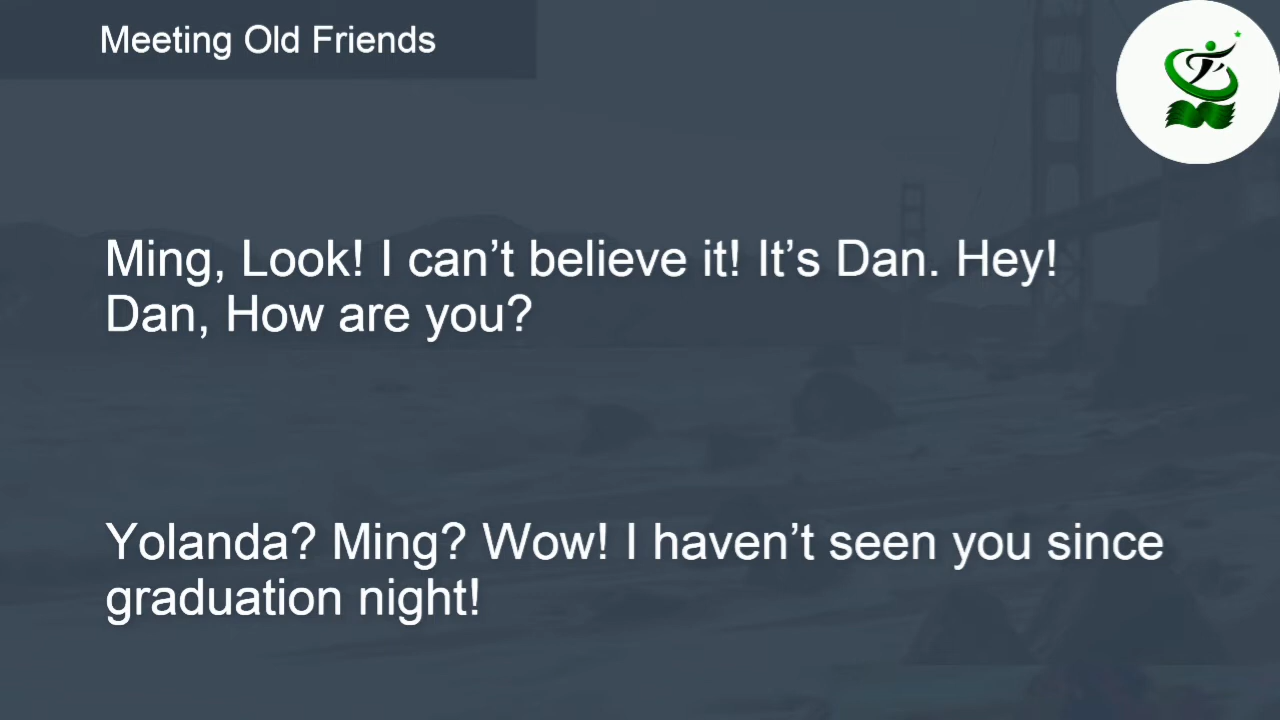 Meeting Old Friends
Ming, Look! I can’t believe it! It’s Dan. Hey!
Dan, How are you?
Yolanda? Ming? Wow! I haven’t seen you since
graduation night!